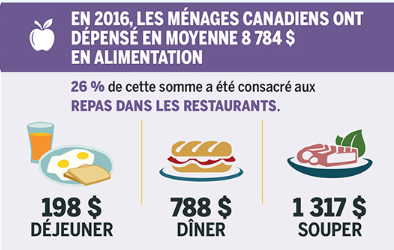 EN 2016, LES MÉNAGES CANADIENS ONT
DÉPENSÉ EN MOYENNE 8 784 $
EN ALIMENTATION
26 % de cette somme a été consacré aux
REPAS DANS LES RESTAURANTS.
198 $
DÉJEUNER
788 $
DÎNER
1 317 $
SOUPER